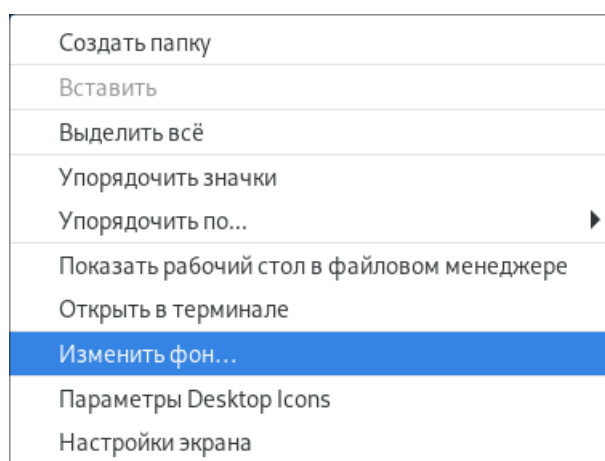 Создать папку
Вставить
Выделить всё
Упорядочить значки
Упорядочить по...
Показать рабочий стол в файловом менеджере
Открыть в терминале
Изменить фон...
Параметры Desktop Icons
Настройки экрана